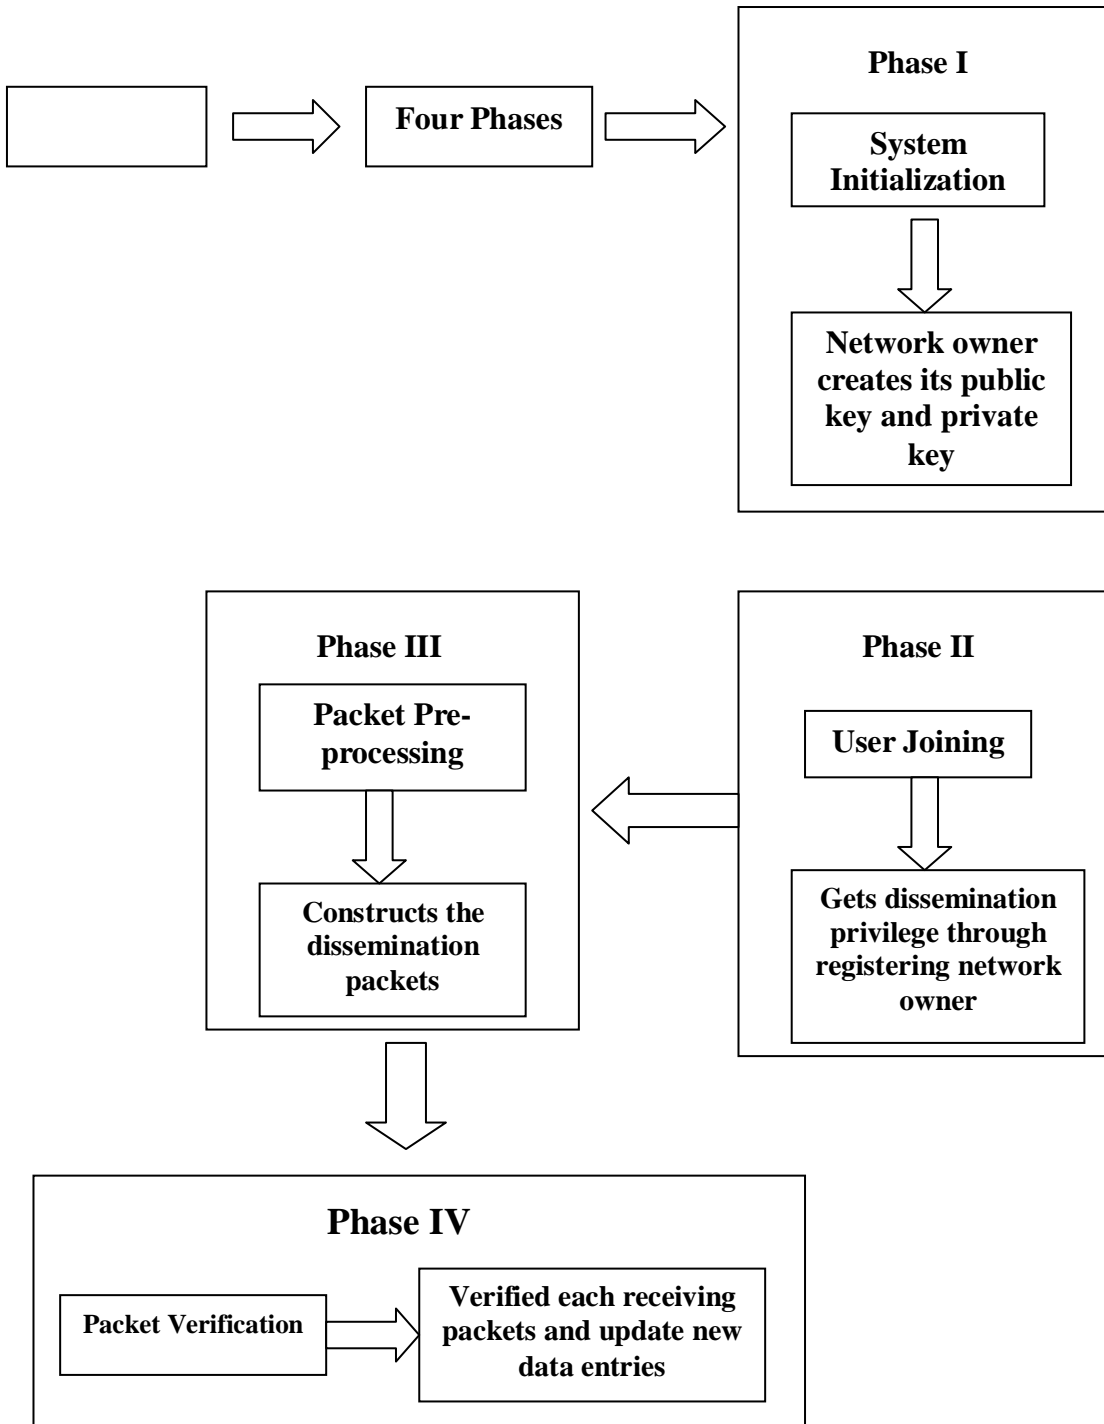 Four Phases
Phase I
System
Initialization
Network owner
creates its public
key and private
key
Phase II
User Joining
Gets dissemination
privilege through
registering network
owner
Phase III
Packet Pre-
processing
Constructs the
dissemination
packets
Phase IV
Packet Verification
Verified each receiving
packets and update new
data entries